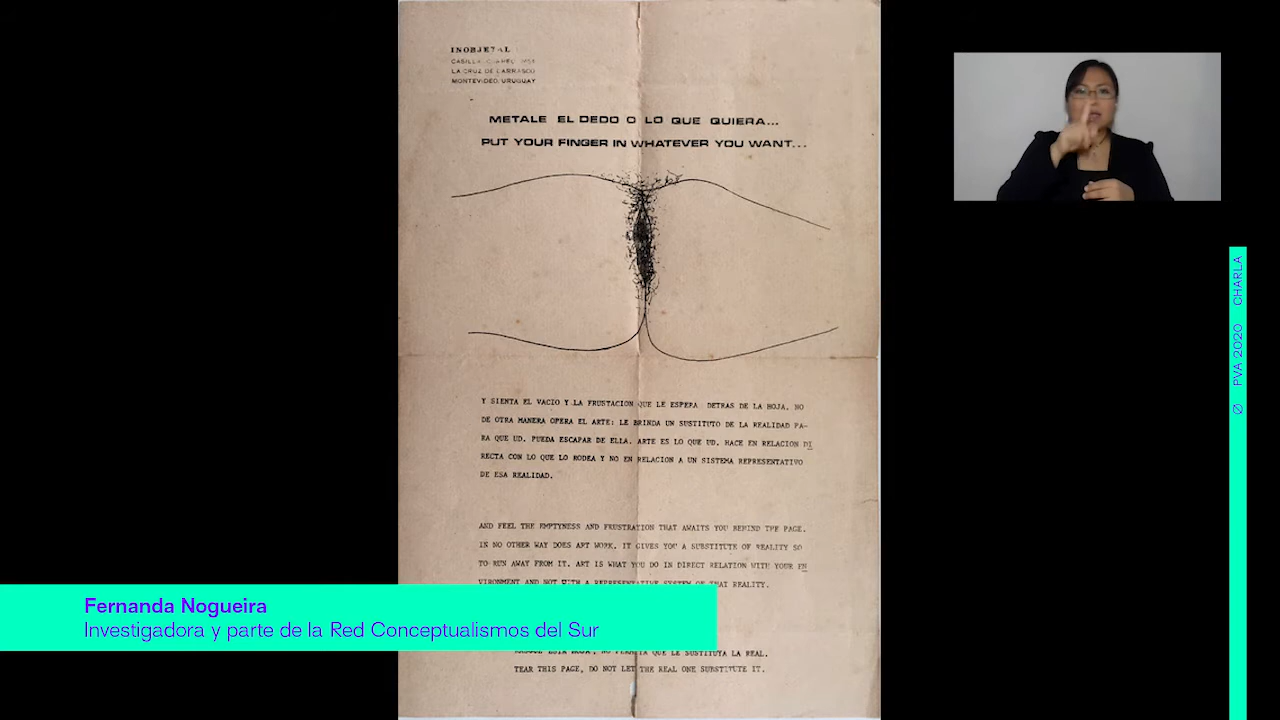 INOBJETAL
LA CRUZ DE CARRASCO
MONTEVIDEO. URUGUAY
METALE EL DEDO O LO QUE QUIERA...
PUT YOUR FINGER IN WHATEVER YOU WANT...
Y SIENTA EL VACIO Y LA FRUSTACION QUE LE ESPERA DETRAS DE LA HOJA. NO
DE OTRA MANERA OPERA EL ARTE: LE BRINDA UN SUSTITUTO DE LA REALIDAD PA-
RA QUE UD. PUEDA ESCAPAR DE ELLA. ARTE ES LO QUE UD. HACE EN RELACION DI
RECTA CON LO QUE LO RODEA Y NO EN RELACION A UN SISTEMA REPRESENTATIVO
DE ESA REALIDAD.
AND FEEL THE EMPTYNESS AND FRUSTRATION THAT AWAITS YOU BEHIND THE PAGE.
IN NO OTHER WAY DOES ART WORK. IT GIVES YOU A SUBSTITUTE OF REALITY SO
TO RUN AWAY FROM IT. ART IS WHAT YOU DO IN DIRECT RELATION WITH YOUR EN
VIRONMENT AND NOT WITH A REPRESENTATIVE SYSTEM OF THAT REALITY.
ESTA HOJA, NO PERMITA QUE LE SUSTITUYA LA REAL.
TEAR THIS PAGE, DO NOT LET THE REAL ONE SUBSTITUTE IT.
Fernanda Nogueira
Investigadora y parte de la Red Conceptualismos del Sur
Ø PVA 2020 CHARLA